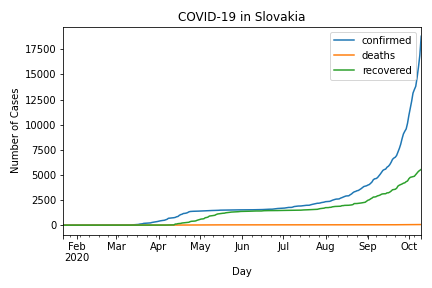 COVID-19 in Slovakia
confirmed
deaths
recovered
Number of Cases
17500
15000
12500
10000
7500
5000
2500
0
Feb Mar Apr May Jun Jul Aug Sep Oct
2020
Day